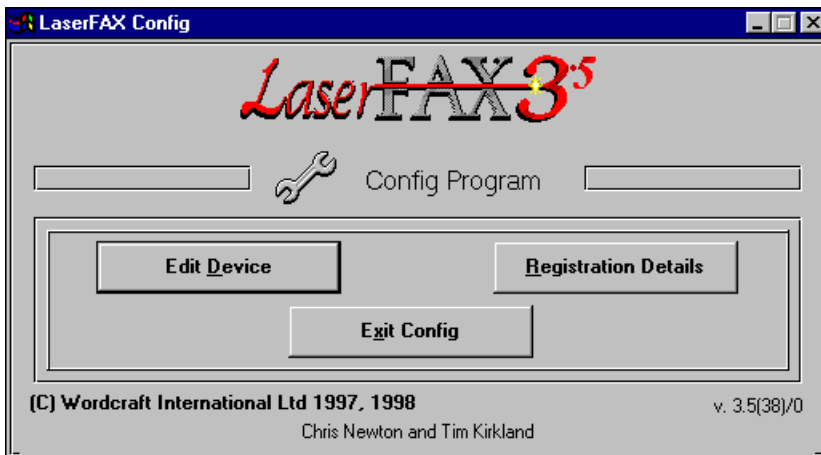 LaserFAX Config
LaserFAX 3.5
Config Program
Edit Device
Registration Details
Exit Config
(C) Wordcraft International Ltd 1997, 1998
v. 3.5(38)/0
Chris Newton and Tim Kirkland